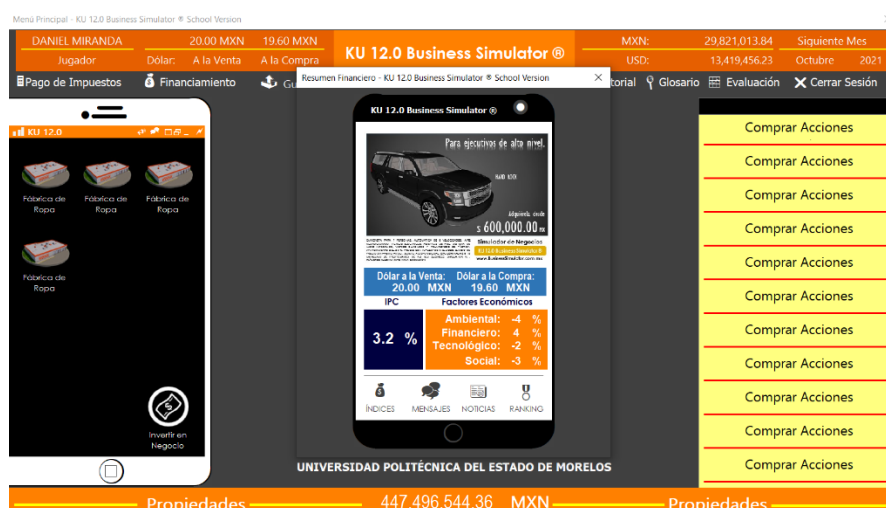 Menú Principal - KU 12.0 Business Simulator ® School Version
DANIEL MIRANDA 20.00 MXN 19.60 MXN KU 12.0 Business Simulator ® MXN: 29,821,013.84 Siguiente Mes
Jugador Dólar: A la Venta A la Compra USD: 13,419,456.23 Octubre 2021
Pago de Impuestos Financiamiento Gu torial Glosario Evaluación Cerrar Sesión
Resumen Financiero - KU 12.0 Business Simulator ® School Version
KU 12.0
Fábrica de Ropa
Fábrica de Ropa
Fábrica de Ropa
Fábrica de Ropa
Invertir en Negocio
KU 12.0 Business Simulator ®
Para ejecutivos de alto nivel.
$ 600,000.00
Simulador de Negocios
KU 12.0 Business Simulator ®
www.BusinessSimulator.com.mx
Dólar a la Venta: Dólar a la Compra:
20.00 MXN 19.60 MXN
IPC Factores Económicos
3.2 %
Ambiental: -4 %
Financiero: 4 %
Tecnológico: -2 %
Social: -3 %
ÍNDICES MENSAJES NOTICIAS RANKING
UNIVERSIDAD POLITÉCNICA DEL ESTADO DE MORELOS
Comprar Acciones
Comprar Acciones
Comprar Acciones
Comprar Acciones
Comprar Acciones
Comprar Acciones
Comprar Acciones
Comprar Acciones
Comprar Acciones
Comprar Acciones
Comprar Acciones
Propiedades 447,496,544.36 MXN Propiedades